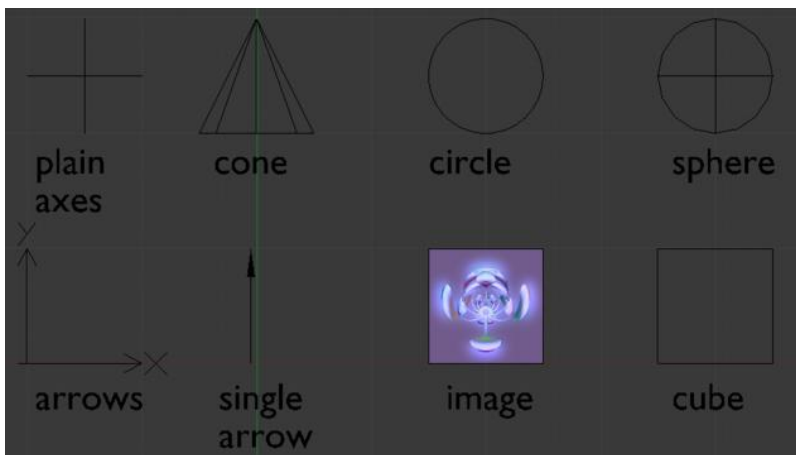 plain
axes
cone
circle
sphere
Y
X
arrows
single
arrow
image
cube